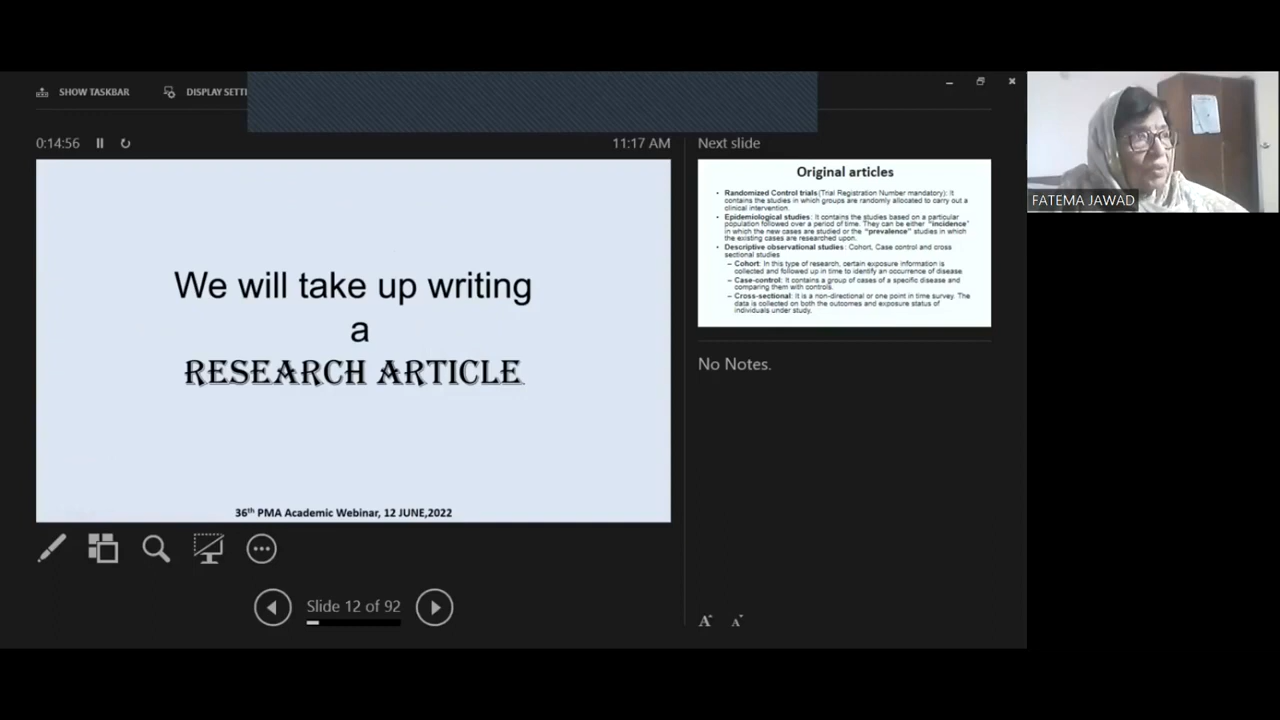 SHOW TASKBAR
DISPLAY SETTI
0:14:56
11:17 AM
Next slide
We will take up writing
a
RESEARCH ARTICLE
36th PMA Academic Webinar, 12 JUNE,2022
Original articles
• Randomized Control trials (Trial Registration Number mandatory): It
contains the studies in which groups are randomly allocated to carry out a
clinical intervention.
• Epidemiological studies: It contains the studies based on a particular
population followed over a period of time. They can be either "incidence"
in which the new cases are studied or the "prevalence" studies in which
the existing cases are researched upon.
• Descriptive observational studies: Cohort, Case control and cross
sectional studies
– Cohort: In this type of research, certain exposure information is
collected and followed up in time to identify an occurrence of disease
– Case-control: It contains a group of cases of a specific disease and
comparing them with controls.
– Cross-sectional: It is a non-directional or one point in time survey. The
data is collected on both the outcomes and exposure status of
individuals under study.
No Notes.
Slide 12 of 92
A A
FATEMA JAWAD